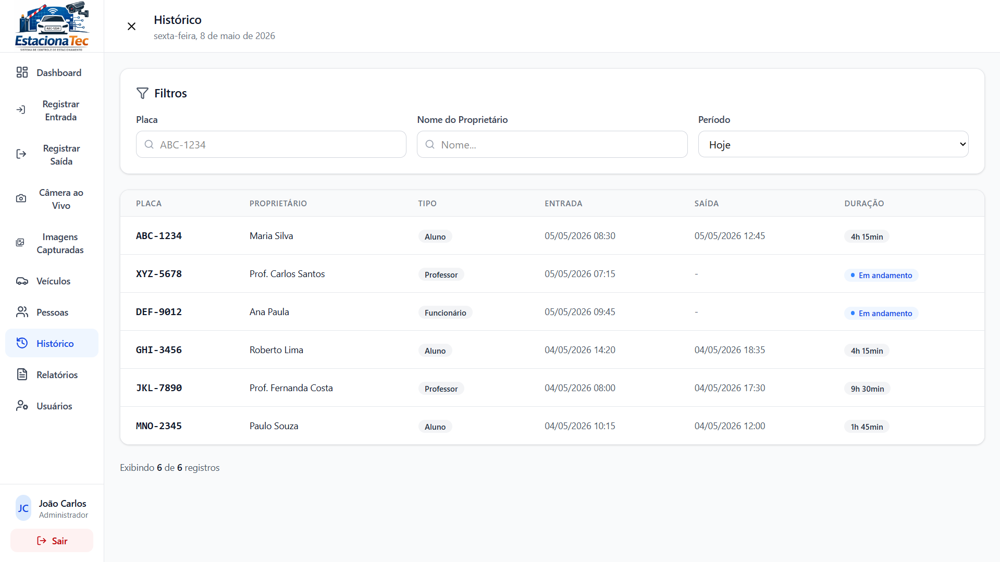 ABC-1234
EstacionaTec
SISTEMA DE CONTROLE DE ESTACIONAMENTO
Histórico
sexta-feira, 8 de maio de 2026
Dashboard
Registrar
Entrada
Registrar
Saída
Câmera ao
Vivo
Imagens
Capturadas
Veículos
Pessoas
Histórico
Relatórios
Usuários
JC
João Carlos
Administrador
Sair
Filtros
Placa
Nome do Proprietário
Período
ABC-1234
Nome...
Hoje
PLACA PROPRIETÁRIO TIPO ENTRADA SAÍDA DURAÇÃO
ABC-1234 Maria Silva Aluno 05/05/2026 08:30 05/05/2026 12:45 4h 15min
XYZ-5678 Prof. Carlos Santos Professor 05/05/2026 07:15 - Em andamento
DEF-9012 Ana Paula Funcionário 05/05/2026 09:45 - Em andamento
GHI-3456 Roberto Lima Aluno 04/05/2026 14:20 04/05/2026 18:35 4h 15min
JKL-7890 Prof. Fernanda Costa Professor 04/05/2026 08:00 04/05/2026 17:30 9h 30min
MNO-2345 Paulo Souza Aluno 04/05/2026 10:15 04/05/2026 12:00 1h 45min
Exibindo 6 de 6 registros